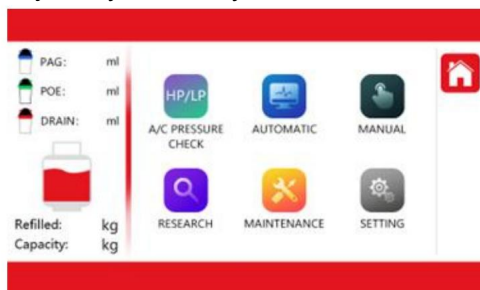 PAG: ml
POE: ml
DRAIN: ml
Refilled: kg
Capacity: kg
HP/LP
A/C PRESSURE
CHECK
AUTOMATIC
MANUAL
RESEARCH
MAINTENANCE
SETTING